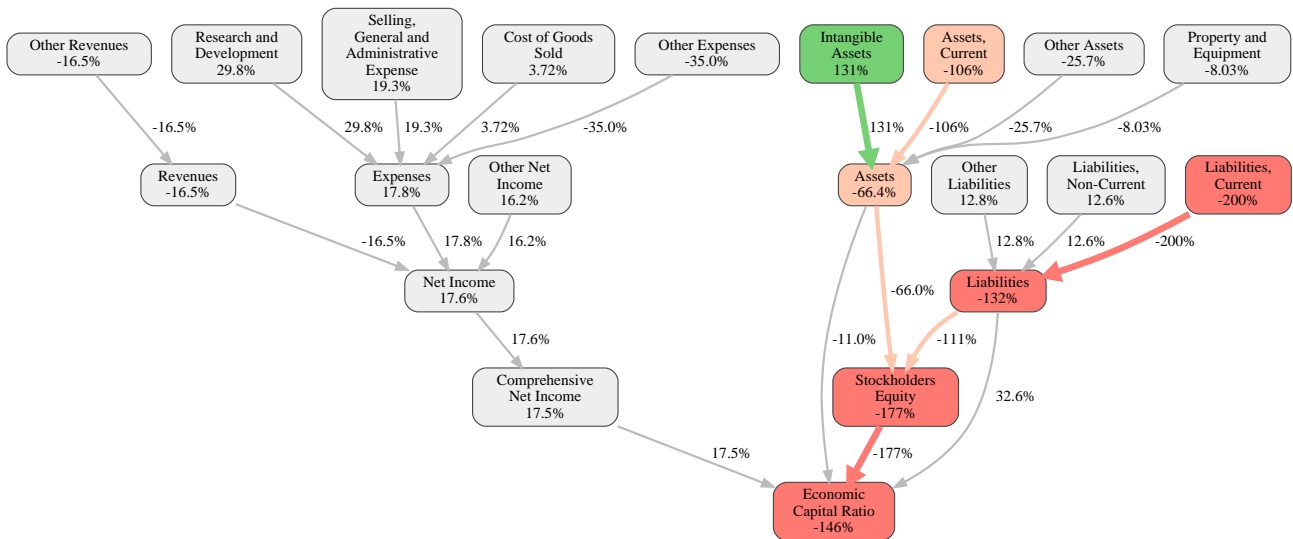 Other Revenues
-16.5%
Research and
Development
29.8%
Selling,
General and
Administrative
Expense
19.3%
Cost of Goods
Sold
3.72%
Other Expenses
-35.0%
Intangible
Assets
131%
Assets,
Current
-106%
Other Assets
-25.7%
Property and
Equipment
-8.03%
-16.5%
29.8%
19.3%
3.72%
-35.0%
131%
-106%
-25.7%
-8.03%
Revenues
-16.5%
Expenses
17.8%
Other Net
Income
16.2%
Assets
-66.4%
Other
Liabilities
12.8%
Liabilities,
Non-Current
12.6%
Liabilities,
Current
-200%
-16.5%
17.8%
16.2%
12.8%
12.6%
-200%
Net Income
17.6%
-66.0%
Liabilities
-132%
17.6%
-11.0%
-111%
Comprehensive
Net Income
17.5%
Stockholders
Equity
-177%
32.6%
17.5%
-177%
Economic
Capital Ratio
-146%